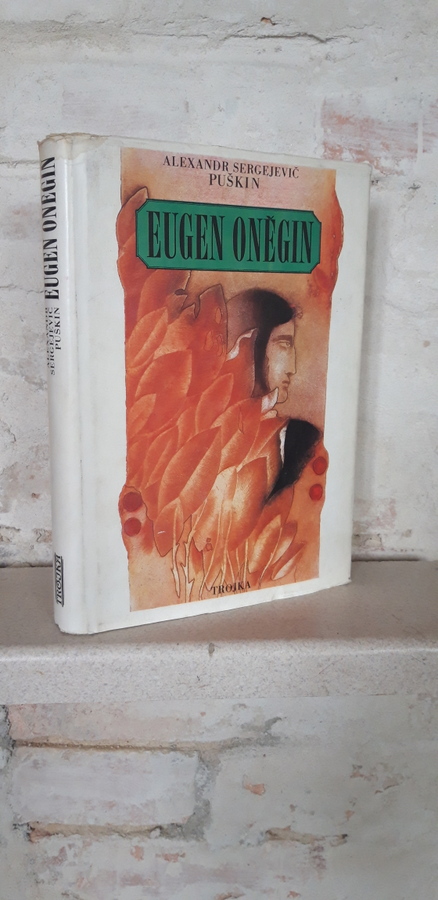 ALEXANDR SERGEJEVIČ
PUŠKIN
EUGEN ONĚGIN
TROJKA
ALEXANDR
SERGEJEVIČ
PUŠKIN
EUGEN ONĚGIN